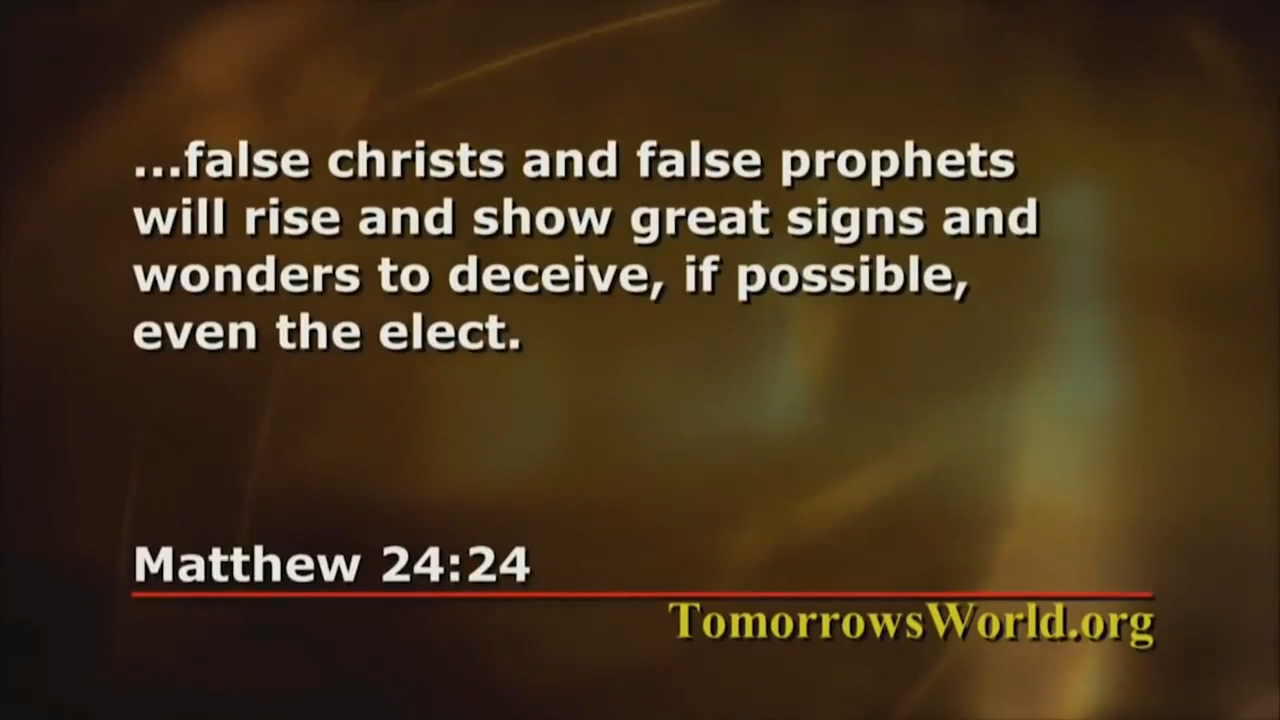 ...false christs and false prophets
will rise and show great signs and
wonders to deceive, if possible,
even the elect.
Matthew 24:24
TomorrowsWorld.org